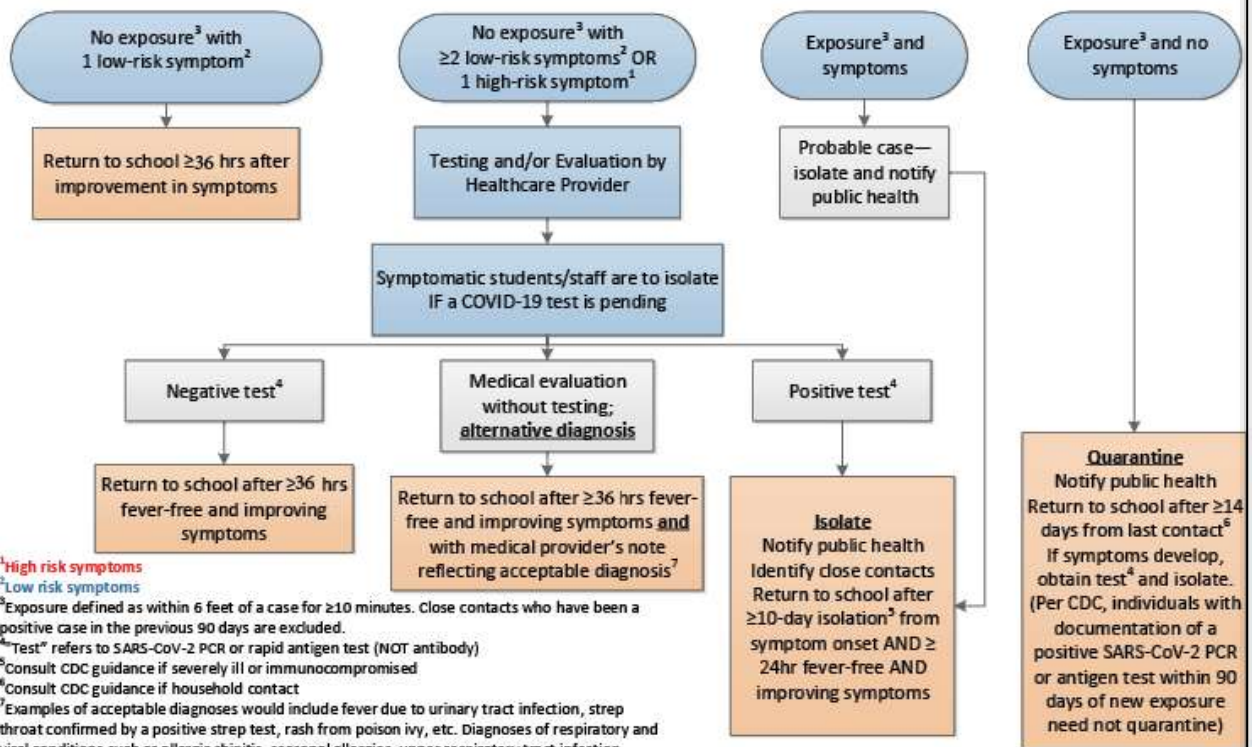 No exposure³ with
1 low-risk symptom²
No exposure³ with
≥2 low-risk symptoms² OR
1 high-risk symptom¹
Exposure³ and
symptoms
Exposure³ and no
symptoms
Return to school ≥36 hrs after
improvement in symptoms
Testing and/or Evaluation by
Healthcare Provider
Probable case—
isolate and notify
public health
Symptomatic students/staff are to isolate
IF a COVID-19 test is pending
Negative test⁴
Medical evaluation
without testing;
alternative diagnosis
Positive test⁴
Return to school after ≥36 hrs
fever-free and improving
symptoms
Return to school after ≥36 hrs fever-
free and improving symptoms and
with medical provider's note
reflecting acceptable diagnosis⁷
Isolate
Notify public health
Identify close contacts
Return to school after
≥10-day isolation⁵ from
symptom onset AND ≥
24hr fever-free AND
improving symptoms
Quarantine
Notify public health
Return to school after ≥14
days from last contact⁶
If symptoms develop,
obtain test⁴ and isolate.
(Per CDC, individuals with
documentation of a
positive SARS-CoV-2 PCR
or antigen test within 90
days of new exposure
need not quarantine)
¹High risk symptoms
²Low risk symptoms
³Exposure defined as within 6 feet of a case for ≥10 minutes. Close contacts who have been a
positive case in the previous 90 days are excluded.
⁴"Test" refers to SARS-CoV-2 PCR or rapid antigen test (NOT antibody)
⁵Consult CDC guidance if severely ill or immunocompromised
⁶Consult CDC guidance if household contact
⁷Examples of acceptable diagnoses would include fever due to urinary tract infection, strep
throat confirmed by a positive strep test, rash from poison ivy, etc. Diagnoses of respiratory and
viral conditions such as allergic rhinitis, seasonal allergies, upper respiratory tract infection